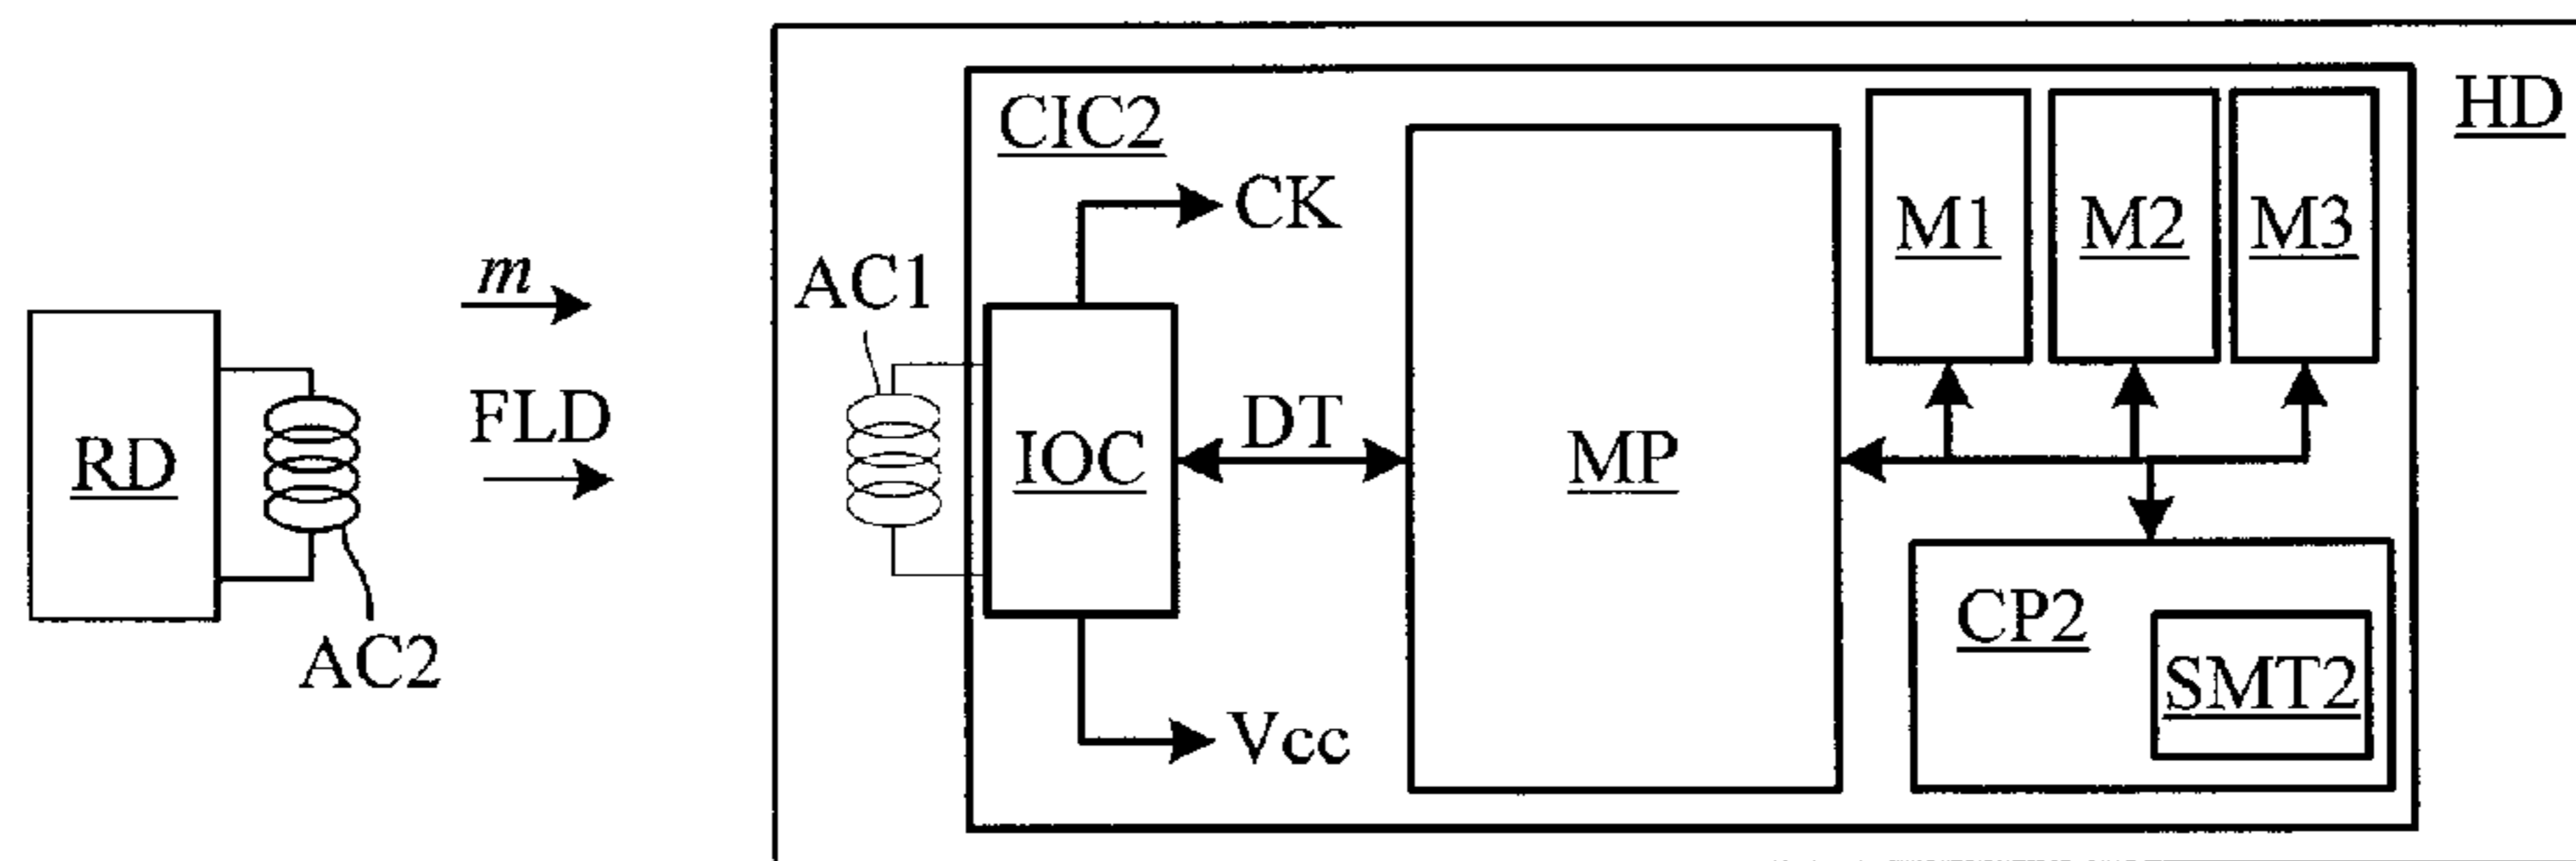 HD
CIC2
M1 M2 M3
CK
m
AC1
FLD
DT
RD
IOC
MP
CP2
AC2
SMT2
Vcc